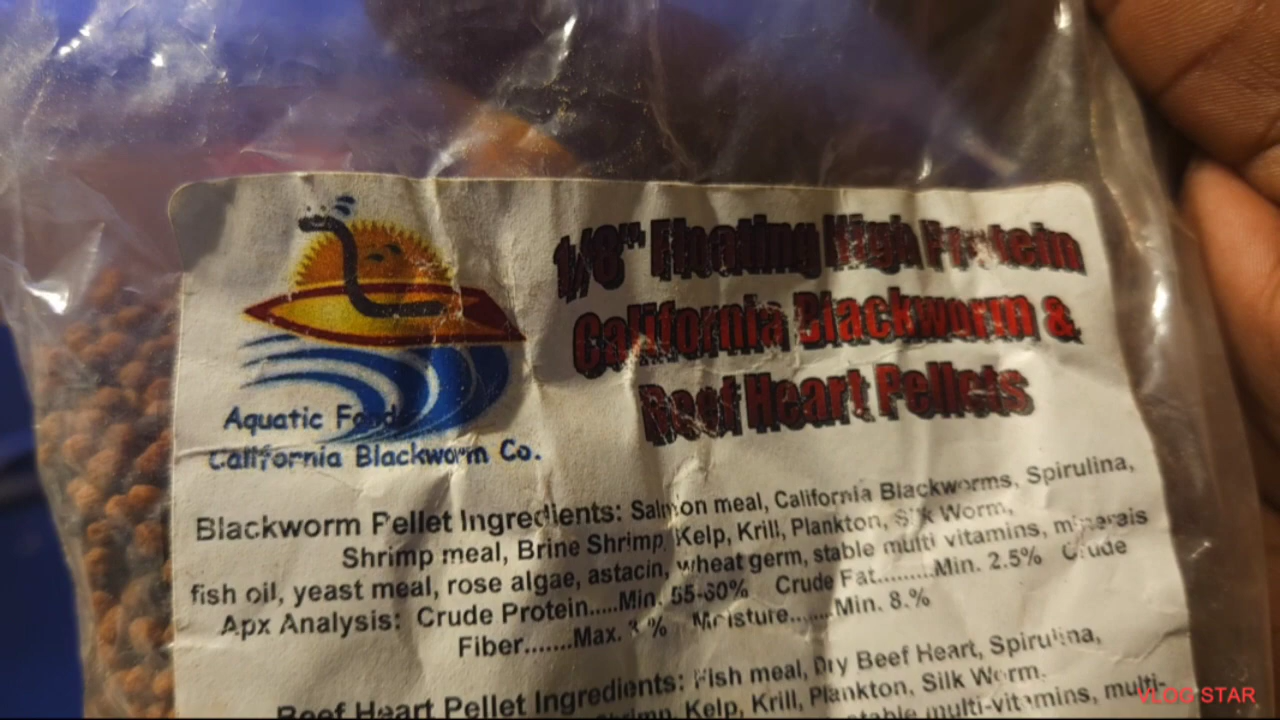 1/8" Floating High Protein
California Blackworm &
Beef Heart Pellets
Aquatic Foods
California Blackworm Co.
Blackworm Pellet Ingredients: Salmon meal, California Blackworms, Spirulina,
Shrimp meal, Brine Shrimp, Kelp, Krill, Plankton, Silk Worm,
fish oil, yeast meal, rose algae, astacin, wheat germ, stable multi vitamins, minerals
Apx Analysis: Crude Protein.....Min. 55-60% Crude Fat.........Min. 2.5% Crude
Fiber.......Max. 3% Moisture.......Min. 8.%
Beef Heart Pellet Ingredients: Fish meal, Dry Beef Heart, Spirulina,
Shrimp, Kelp, Krill, Plankton, Silk Worm.
stable multi-vitamins, multi-
VLOG STAR